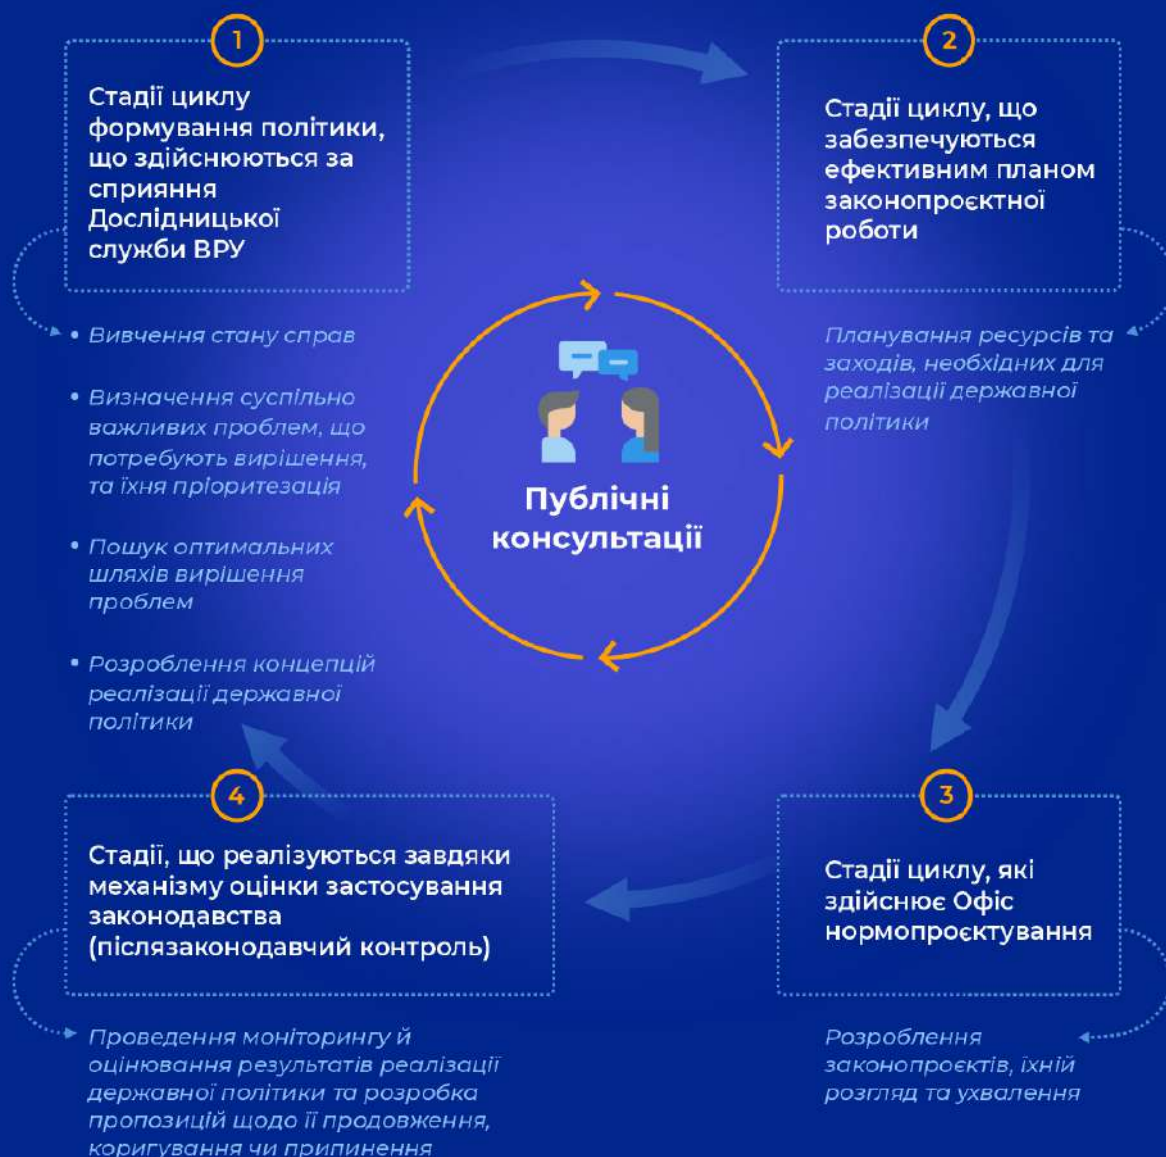 1
Стадії циклу
формування політики,
що здійснюються за
сприяння
Дослідницької
служби ВРУ
• Вивчення стану справ
• Визначення суспільно
важливих проблем, що
потребують вирішення,
та їхня пріоритезація
• Пошук оптимальних
шляхів вирішення
проблем
• Розроблення концепцій
реалізації державної
політики
2
Стадії циклу, що
забезпечуються
ефективним планом
законопроєктної
роботи
Планування ресурсів та
заходів, необхідних для
реалізації державної
політики
Публічні
консультації
3
Стадії циклу, які
здійснює Офіс
нормопроєктування
Розроблення
законопроєктів, їхній
розгляд та ухвалення
4
Стадії, що реалізуються завдяки
механізму оцінки застосування
законодавства
(післязаконодавчий контроль)
Проведення моніторингу й
оцінювання результатів реалізації
державної політики та розробка
пропозицій щодо її продовження,
коригування чи припинення